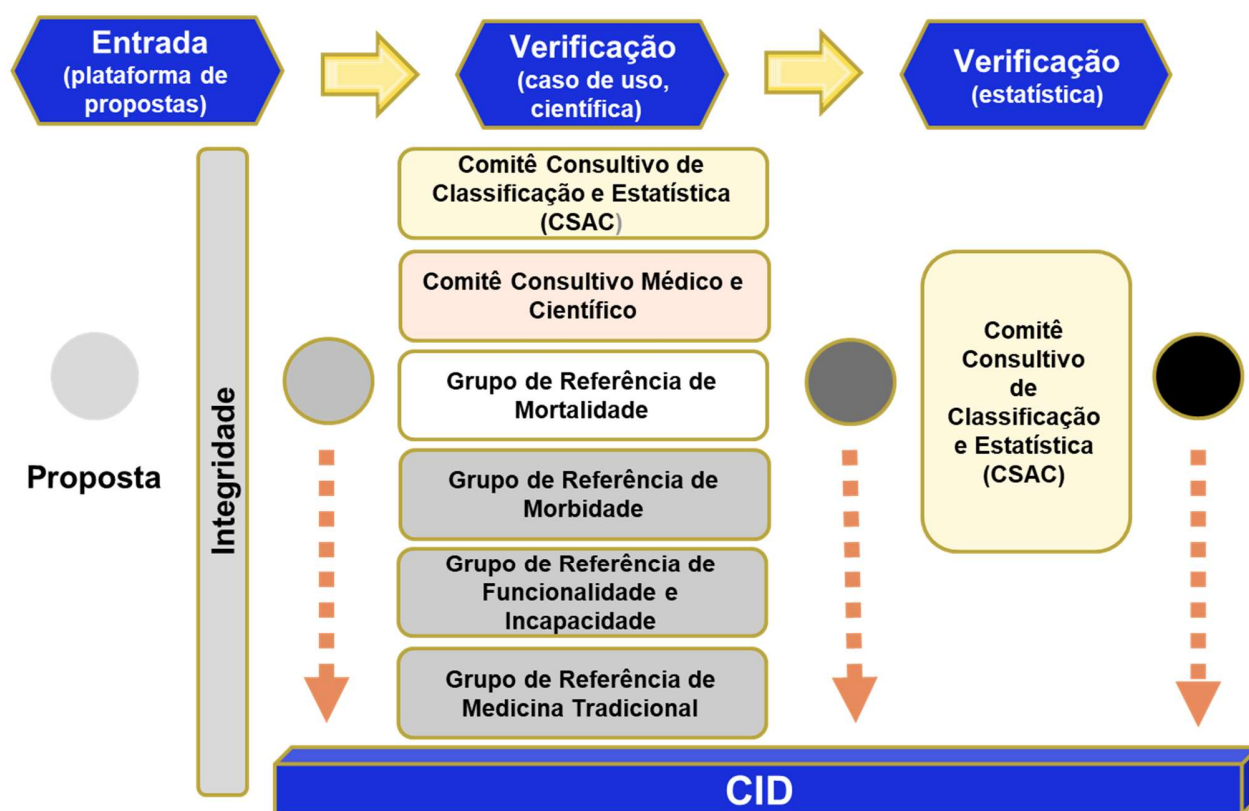 Entrada
(plataforma de
propostas)
Verificação
(caso de uso,
científica)
Verificação
(estatística)
Proposta
Integridade
Comitê Consultivo de
Classificação e Estatística
(CSAC)
Comitê Consultivo Médico e
Científico
Grupo de Referência de
Mortalidade
Grupo de Referência de
Morbidade
Grupo de Referência de
Funcionalidade e
Incapacidade
Grupo de Referência de
Medicina Tradicional
Comitê
Consultivo
de
Classificação
e Estatística
(CSAC)
CID